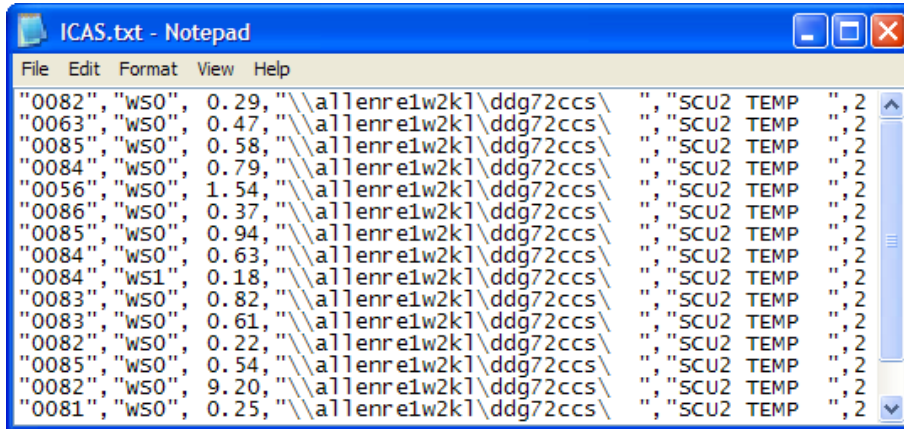 ICAS.txt - Notepad
File Edit Format View Help
"0082","WS0", 0.29,"\\allenre1w2kl\ddg72ccs\ ","SCU2 TEMP ",2
"0063","WS0", 0.47,"\\allenre1w2kl\ddg72ccs\ ","SCU2 TEMP ",2
"0085","WS0", 0.58,"\\allenre1w2kl\ddg72ccs\ ","SCU2 TEMP ",2
"0084","WS0", 0.79,"\\allenre1w2kl\ddg72ccs\ ","SCU2 TEMP ",2
"0056","WS0", 1.54,"\\allenre1w2kl\ddg72ccs\ ","SCU2 TEMP ",2
"0086","WS0", 0.37,"\\allenre1w2kl\ddg72ccs\ ","SCU2 TEMP ",2
"0085","WS0", 0.94,"\\allenre1w2kl\ddg72ccs\ ","SCU2 TEMP ",2
"0084","WS0", 0.63,"\\allenre1w2kl\ddg72ccs\ ","SCU2 TEMP ",2
"0084","WS1", 0.18,"\\allenre1w2kl\ddg72ccs\ ","SCU2 TEMP ",2
"0083","WS0", 0.82,"\\allenre1w2kl\ddg72ccs\ ","SCU2 TEMP ",2
"0083","WS0", 0.61,"\\allenre1w2kl\ddg72ccs\ ","SCU2 TEMP ",2
"0082","WS0", 0.22,"\\allenre1w2kl\ddg72ccs\ ","SCU2 TEMP ",2
"0085","WS0", 0.54,"\\allenre1w2kl\ddg72ccs\ ","SCU2 TEMP ",2
"0082","WS0", 9.20,"\\allenre1w2kl\ddg72ccs\ ","SCU2 TEMP ",2
"0081","WS0", 0.25,"\\allenre1w2kl\ddg72ccs\ ","SCU2 TEMP ",2